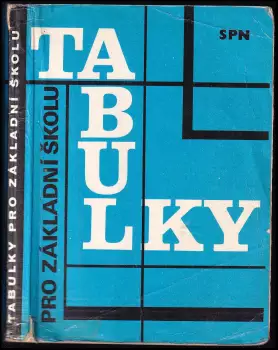 TABULKY PRO ZÁKLADNÍ ŠKOLU
SPN
TABULKY
PRO ZÁKLADNÍ ŠKOLU